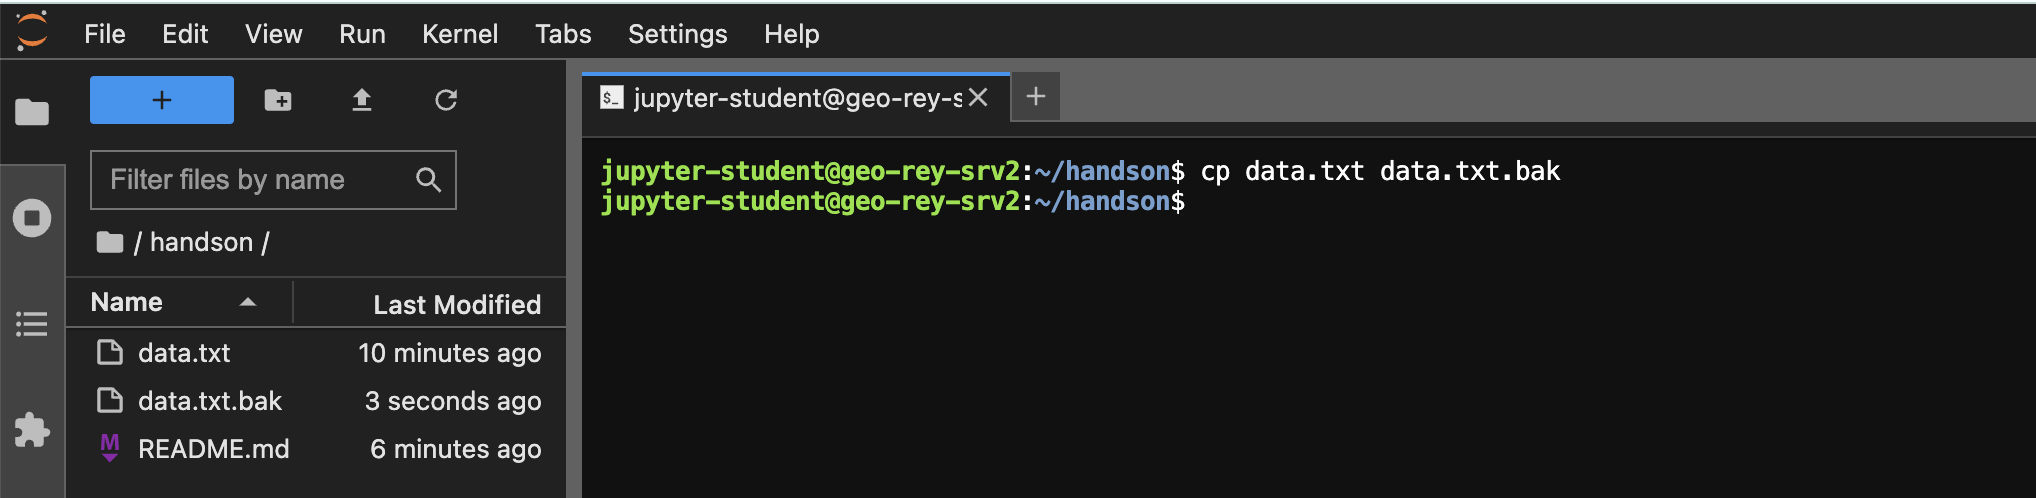 File Edit View Run Kernel Tabs Settings Help
+
Filter files by name
/ handson /
Name Last Modified
data.txt 10 minutes ago
data.txt.bak 3 seconds ago
README.md 6 minutes ago
$_ jupyter-student@geo-rey-s
jupyter-student@geo-rey-srv2:~/handson$ cp data.txt data.txt.bak
jupyter-student@geo-rey-srv2:~/handson$